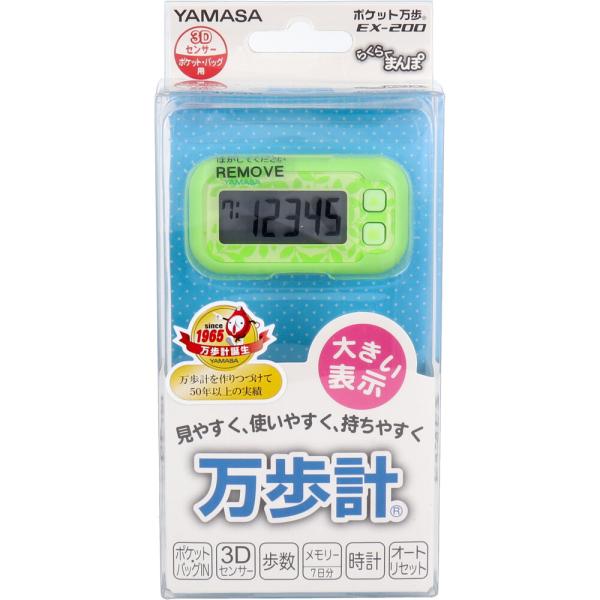 YAMASA
ポケット万歩®
EX-200
3D
センサー
ポケット・バッグ
用
らくらく
まんぽ
はがしてください
REMOVE
YAMASA
7: 12345
since
1965
万歩計誕生
YAMASA
万歩計を作りつづけて
50年以上の実績
大きい
表示
見やすく、使いやすく、持ちやすく
万歩計®
ポケット
・バッグIN
3D
センサー
歩数
メモリー
7日分
時計
オート
リセット